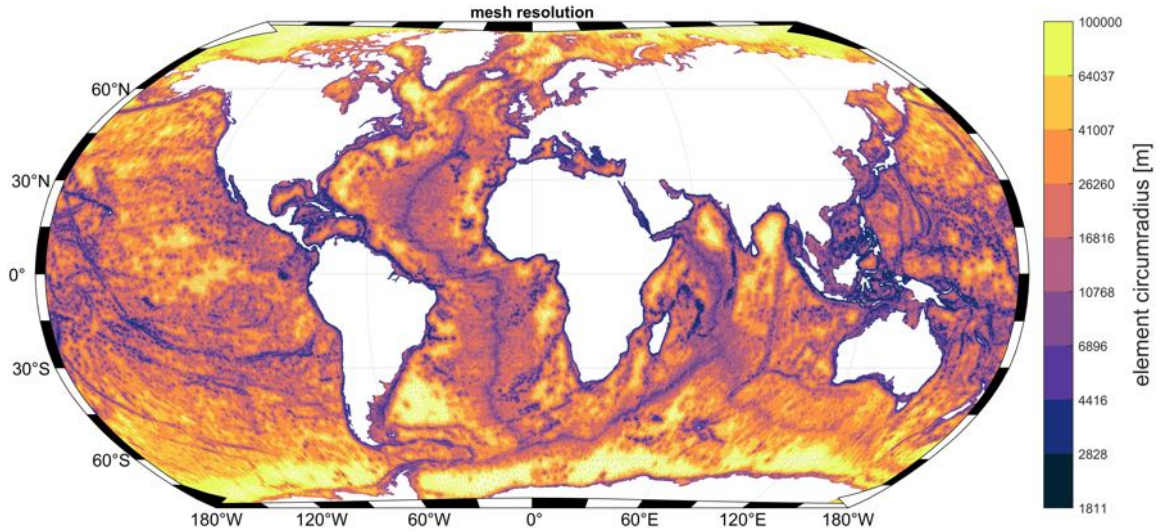 mesh resolution
60°N
30°N
0°
30°S
60°S
180°W 120°W 60°W 0° 60°E 120°E 180°W
100000
64037
41007
26260
16816
10768
6896
4416
2828
1811
element circumradius [m]